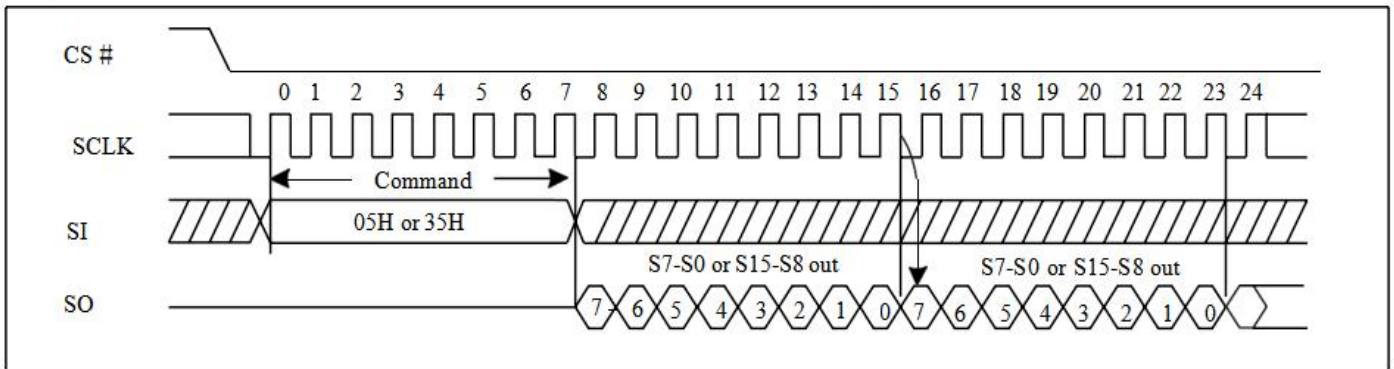 CS #
0 1 2 3 4 5 6 7 8 9 10 11 12 13 14 15 16 17 18 19 20 21 22 23 24
SCLK
Command
05H or 35H
SI
S7-S0 or S15-S8 out S7-S0 or S15-S8 out
SO
7 6 5 4 3 2 1 0 7 6 5 4 3 2 1 0